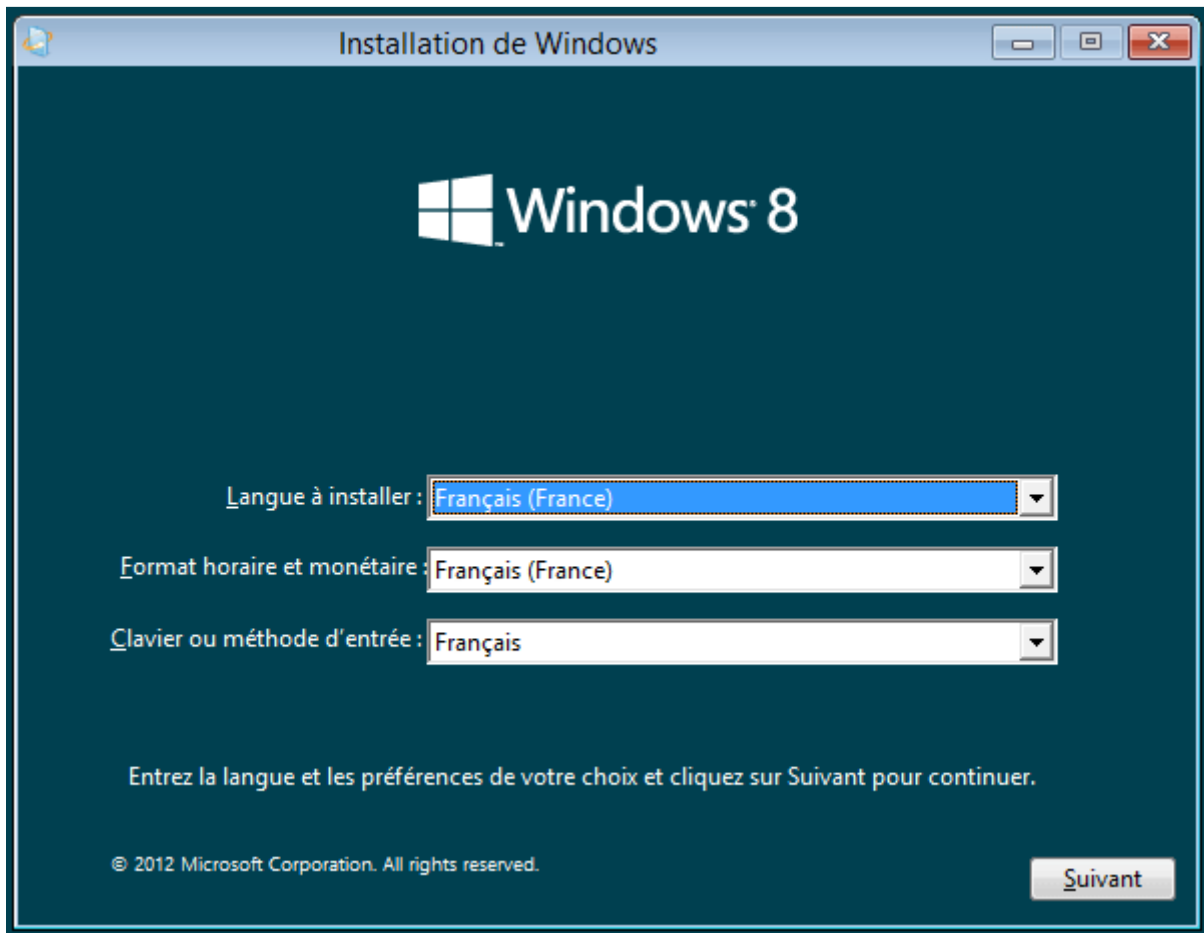 Installation de Windows
Windows 8
Langue à installer : Français (France)
Format horaire et monétaire : Français (France)
Clavier ou méthode d'entrée : Français
Entrez la langue et les préférences de votre choix et cliquez sur Suivant pour continuer.
© 2012 Microsoft Corporation. All rights reserved.
Suivant